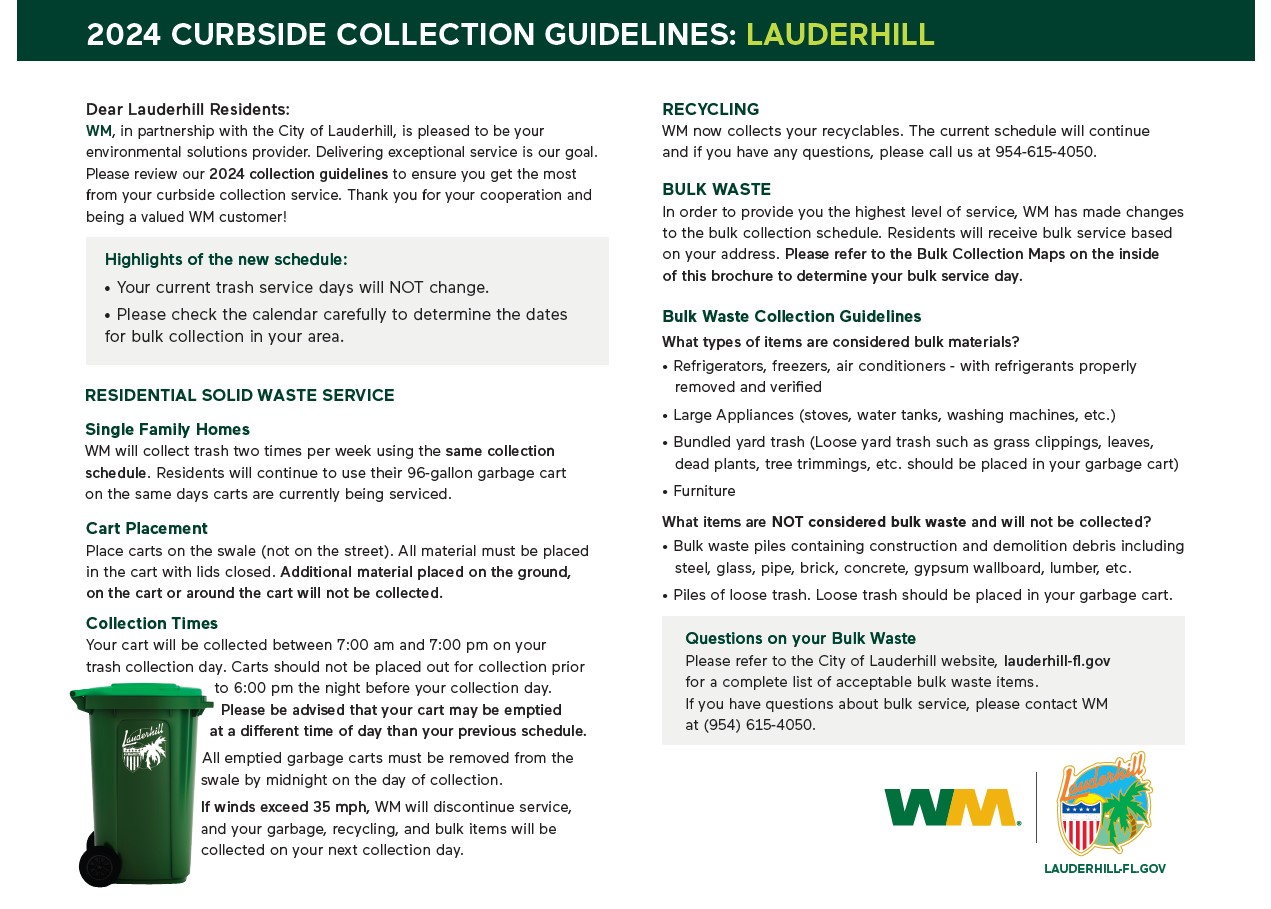 2024 CURBSIDE COLLECTION GUIDELINES: LAUDERHILL
Dear Lauderhill Residents:
WM, in partnership with the City of Lauderhill, is pleased to be your
environmental solutions provider. Delivering exceptional service is our goal.
Please review our 2024 collection guidelines to ensure you get the most
from your curbside collection service. Thank you for your cooperation and
being a valued WM customer!
Highlights of the new schedule:
• Your current trash service days will NOT change.
• Please check the calendar carefully to determine the dates
for bulk collection in your area.
RESIDENTIAL SOLID WASTE SERVICE
Single Family Homes
WM will collect trash two times per week using the same collection
schedule. Residents will continue to use their 96-gallon garbage cart
on the same days carts are currently being serviced.
Cart Placement
Place carts on the swale (not on the street). All material must be placed
in the cart with lids closed. Additional material placed on the ground,
on the cart or around the cart will not be collected.
Collection Times
Your cart will be collected between 7:00 am and 7:00 pm on your
trash collection day. Carts should not be placed out for collection prior
to 6:00 pm the night before your collection day.
Please be advised that your cart may be emptied
at a different time of day than your previous schedule.
All emptied garbage carts must be removed from the
swale by midnight on the day of collection.
If winds exceed 35 mph, WM will discontinue service,
and your garbage, recycling, and bulk items will be
collected on your next collection day.
Lauderhill
RECYCLING
WM now collects your recyclables. The current schedule will continue
and if you have any questions, please call us at 954-615-4050.
BULK WASTE
In order to provide you the highest level of service, WM has made changes
to the bulk collection schedule. Residents will receive bulk service based
on your address. Please refer to the Bulk Collection Maps on the inside
of this brochure to determine your bulk service day.
Bulk Waste Collection Guidelines
What types of items are considered bulk materials?
• Refrigerators, freezers, air conditioners - with refrigerants properly
removed and verified
• Large Appliances (stoves, water tanks, washing machines, etc.)
• Bundled yard trash (Loose yard trash such as grass clippings, leaves,
dead plants, tree trimmings, etc. should be placed in your garbage cart)
• Furniture
What items are NOT considered bulk waste and will not be collected?
• Bulk waste piles containing construction and demolition debris including
steel, glass, pipe, brick, concrete, gypsum wallboard, lumber, etc.
• Piles of loose trash. Loose trash should be placed in your garbage cart.
Questions on your Bulk Waste
Please refer to the City of Lauderhill website, lauderhill-fl.gov
for a complete list of acceptable bulk waste items.
If you have questions about bulk service, please contact WM
at (954) 615-4050.
WM®
Lauderhill
LAUDERHILL-FL.GOV